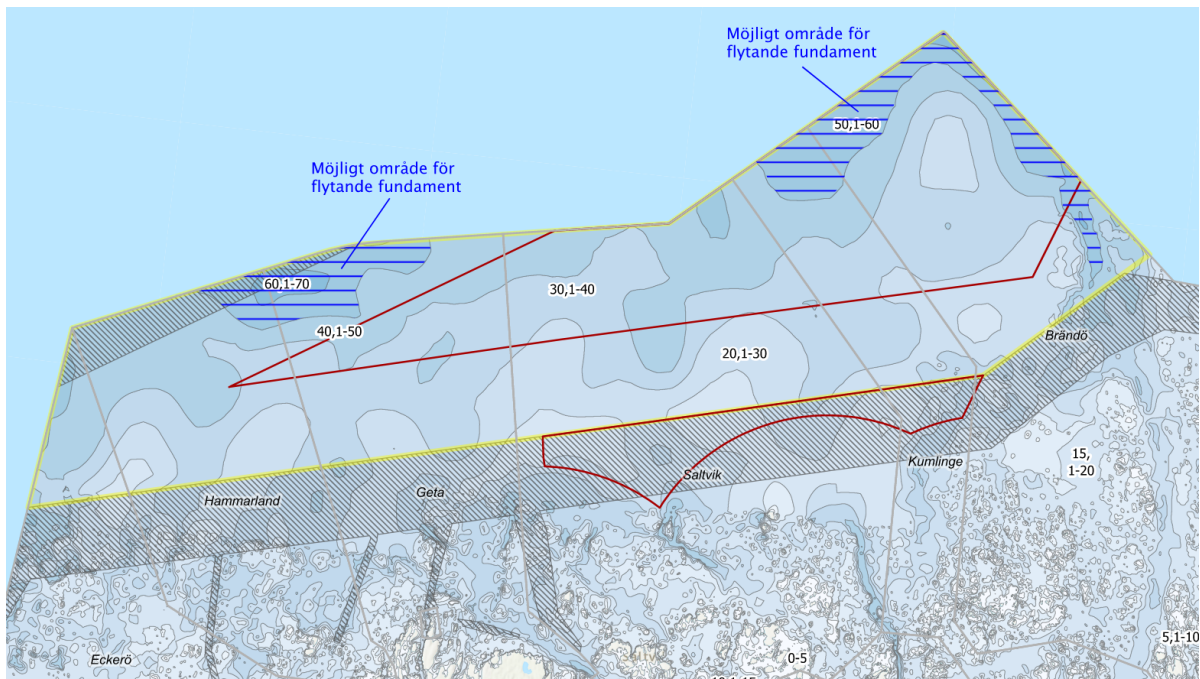 Möjligt område för
flytande fundament
50,1-60
Möjligt område för
flytande fundament
60,1-70
30,1-40
40,1-50
20,1-30
Brändö
15,
1-20
Kumlinge
Saltvik
Geta
Hammarland
5,1-10
Eckerö
0-5